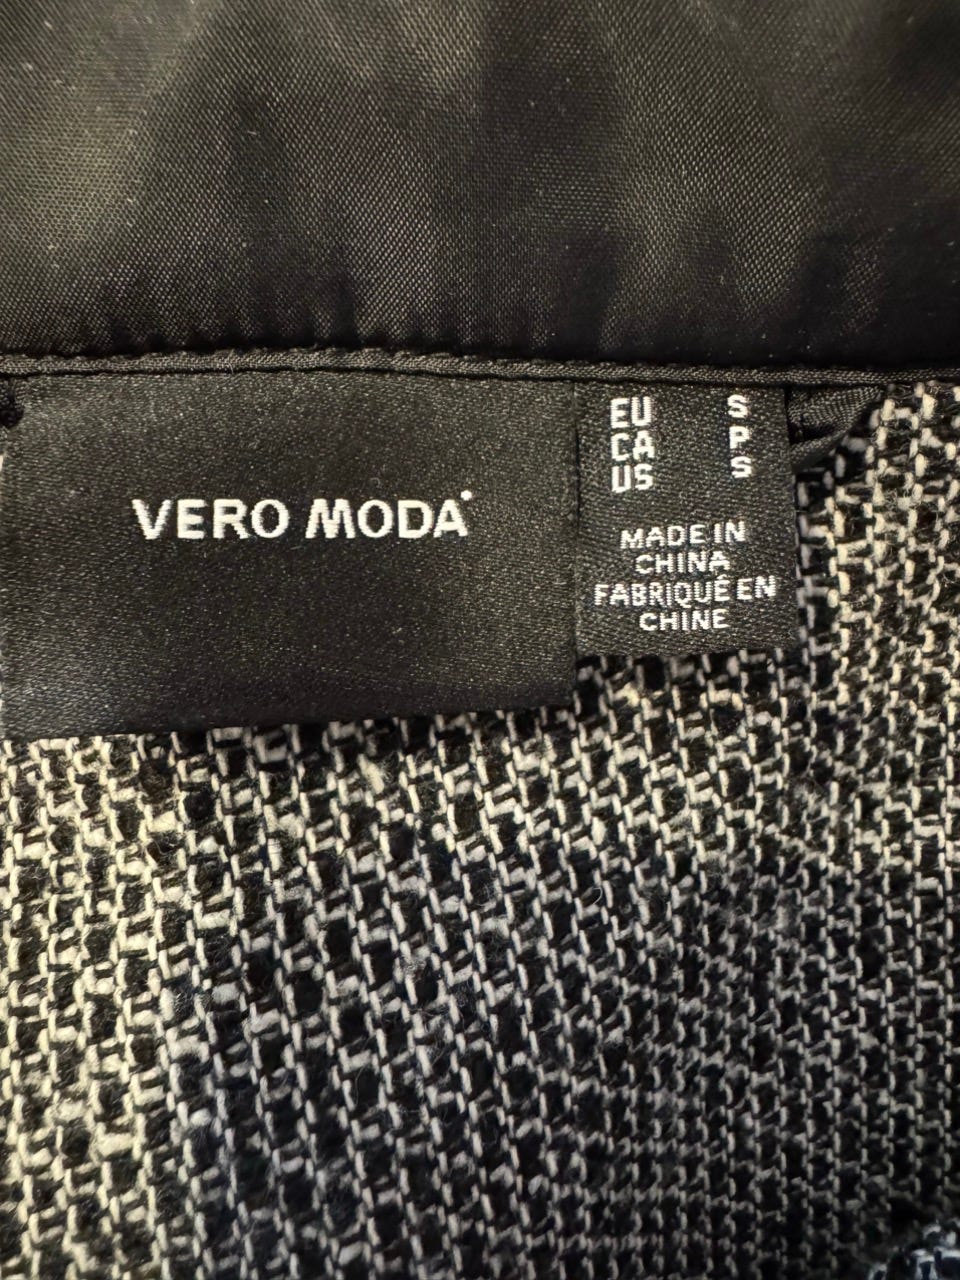 VERO MODA
EU S
CA P
US S
MADE IN
CHINA
FABRIQUÉ EN
CHINE